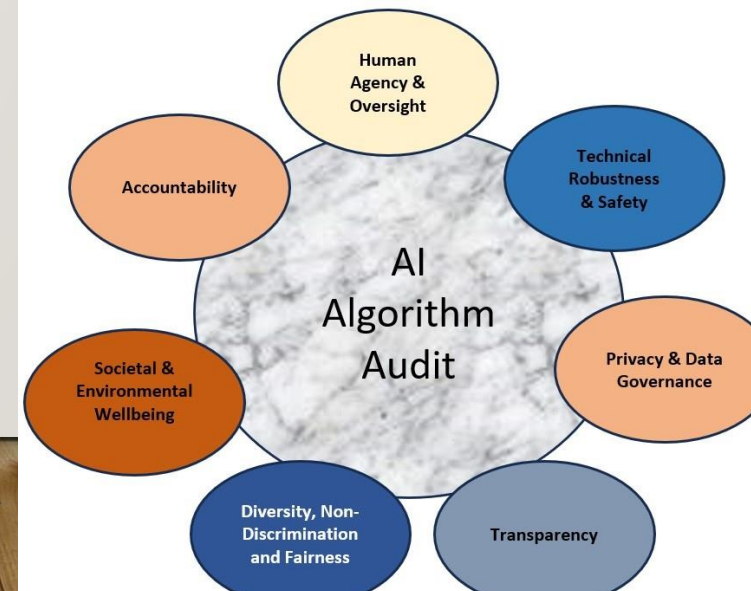 Human
Agency &
Oversight
Technical
Robustness
& Safety
Privacy & Data
Governance
Transparency
Diversity, Non-
Discrimination
and Fairness
Societal &
Environmental
Wellbeing
Accountability
AI
Algorithm
Audit